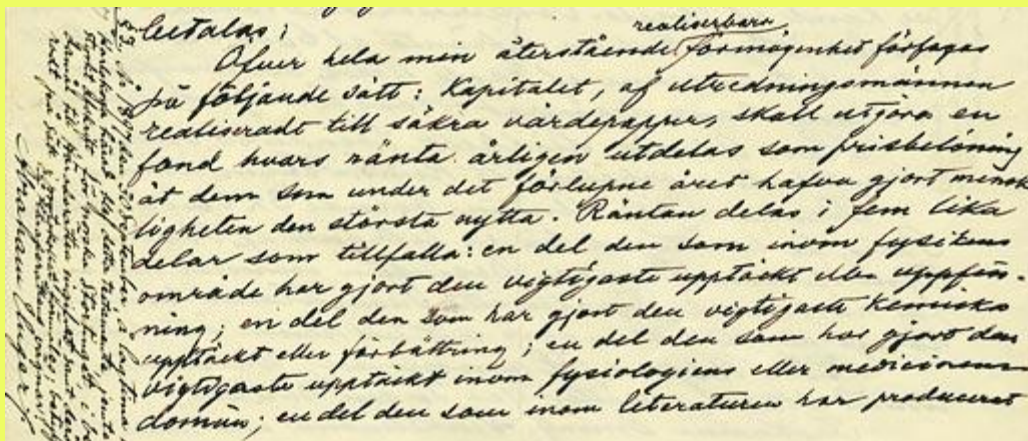 betalas;
realiserbara
Öfver hela min återstående förmögenhet förfogas
på följande sätt: Kapitalet, af utredningsmännen
realiseradt till säkra värdepapper, skall utgöra en
fond hvars ränta årligen utdelas som prisbelöning
åt dem som under det förlupne året hafva gjort mensk-
ligheten den största nytta. Räntan delas i fem lika
delar som tillfalla: en del den som inom fysikens
område har gjort den vigtigaste upptäckt eller uppfin-
ning; en del den som har gjort den vigtigaste kemiska
upptäckt eller förbättring; en del den som har gjort den
vigtigaste upptäckt inom fysiologiens eller medicinens
domän; en del den som inom literaturen har producerat